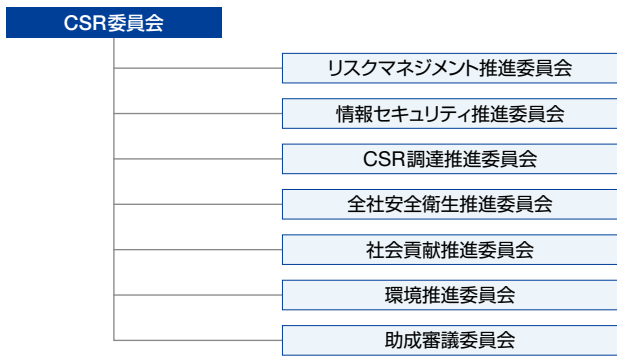 CSR委員会
リスクマネジメント推進委員会
情報セキュリティ推進委員会
CSR調達推進委員会
全社安全衛生推進委員会
社会貢献推進委員会
環境推進委員会
助成審議委員会